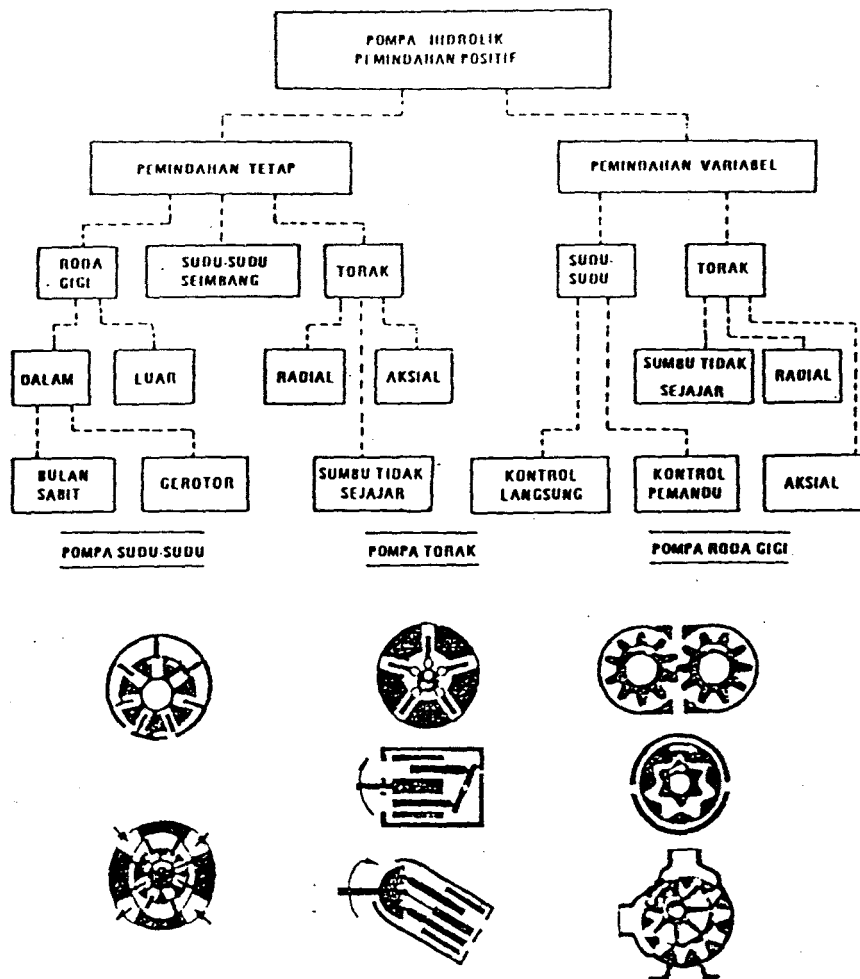 POMPA HIDROLIK
PEMINDAHAN POSITIF
PEMINDAHAN TETAP
PEMINDAHAN VARIABEL
RODA
GIGI
SUDU-SUDU
SEIMBANG
TORAK
SUDU-
SUDU
TORAK
DALAM
LUAR
RADIAL
AKSIAL
SUMBU TIDAK
SEJAJAR
RADIAL
BULAN
SABIT
GEROTOR
SUMBU TIDAK
SEJAJAR
KONTROL
LANGSUNG
KONTROL
PEMANDU
AKSIAL
POMPA SUDU-SUDU
POMPA TORAK
POMPA RODA GIGI